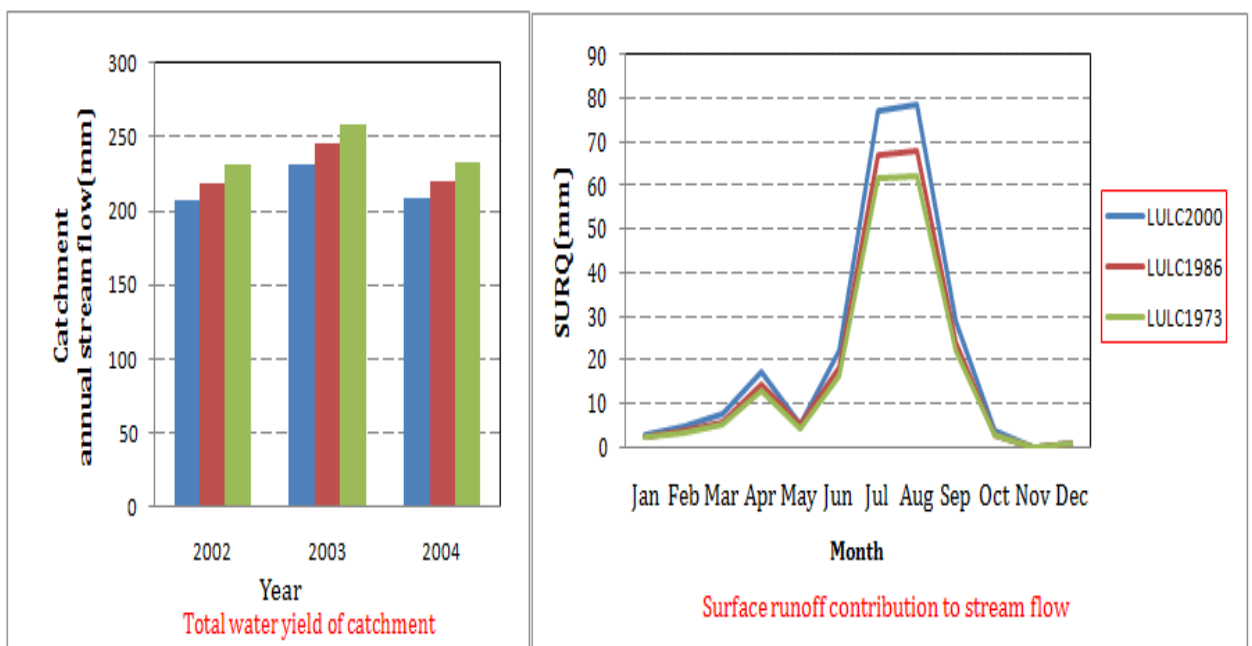 300
250
200
150
100
50
0
Catchment
annual stream flow(mm)
2002 2003 2004
Year
Total water yield of catchment
90
80
70
60
50
40
30
20
10
0
SURQ(mm)
Jan Feb Mar Apr May Jun Jul Aug Sep Oct Nov Dec
Month
Surface runoff contribution to stream flow
LULC2000
LULC1986
LULC1973